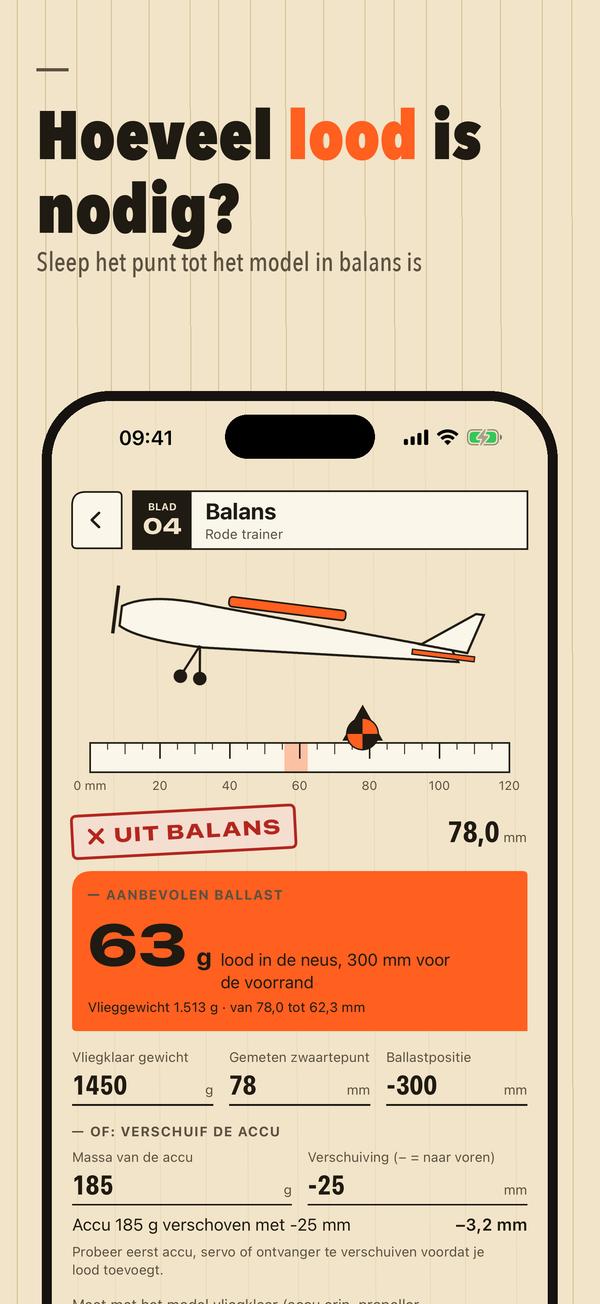 Hoeveel lood is
nodig?
Sleep het punt tot het model in balans is
09:41
BLAD
04
Balans
Rode trainer
0 mm 20 40 60 80 100 120
UIT BALANS
78,0 mm
— AANBEVOLEN BALLAST
63 g lood in de neus, 300 mm voor
de voorrand
Vlieggewicht 1.513 g · van 78,0 tot 62,3 mm
Vliegklaar gewicht Gemeten zwaartepunt Ballastpositie
1450 g 78 mm -300 mm
— OF: VERSCHUIF DE ACCU
Massa van de accu Verschuiving (– = naar voren)
185 g -25 mm
Accu 185 g verschoven met -25 mm –3,2 mm
Probeer eerst accu, servo of ontvanger te verschuiven voordat je
lood toevoegt.